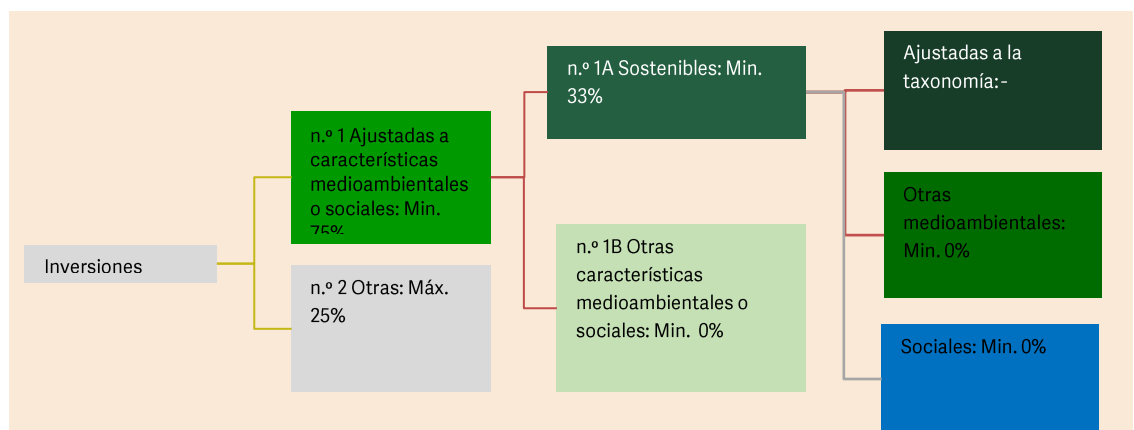 Inversiones
n.º 1 Ajustadas a
características
medioambientales
o sociales: Min.
75%
n.º 2 Otras: Máx.
25%
n.º 1A Sostenibles: Min.
33%
n.º 1B Otras
características
medioambientales o
sociales: Min. 0%
Ajustadas a la
taxonomía:-
Otras
medioambientales:
Min. 0%
Sociales: Min. 0%